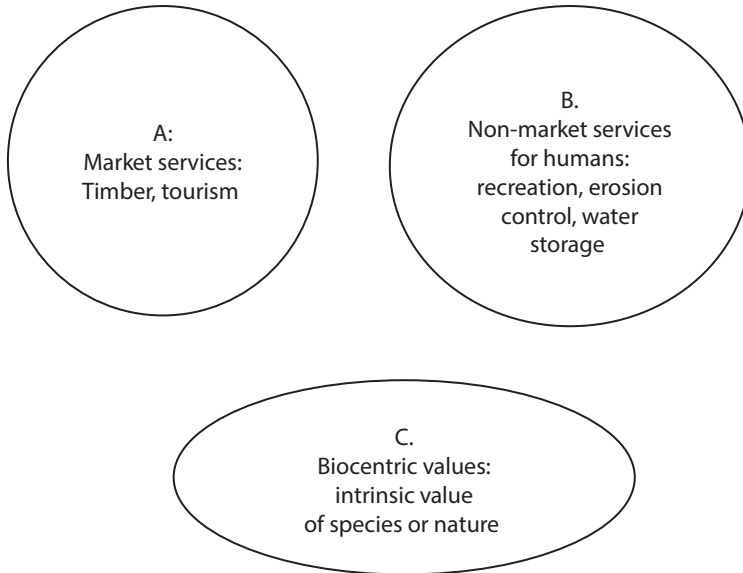 A:
Market services:
Timber, tourism
B.
Non-market services
for humans:
recreation, erosion
control, water
storage
C.
Biocentric values:
intrinsic value
of species or nature